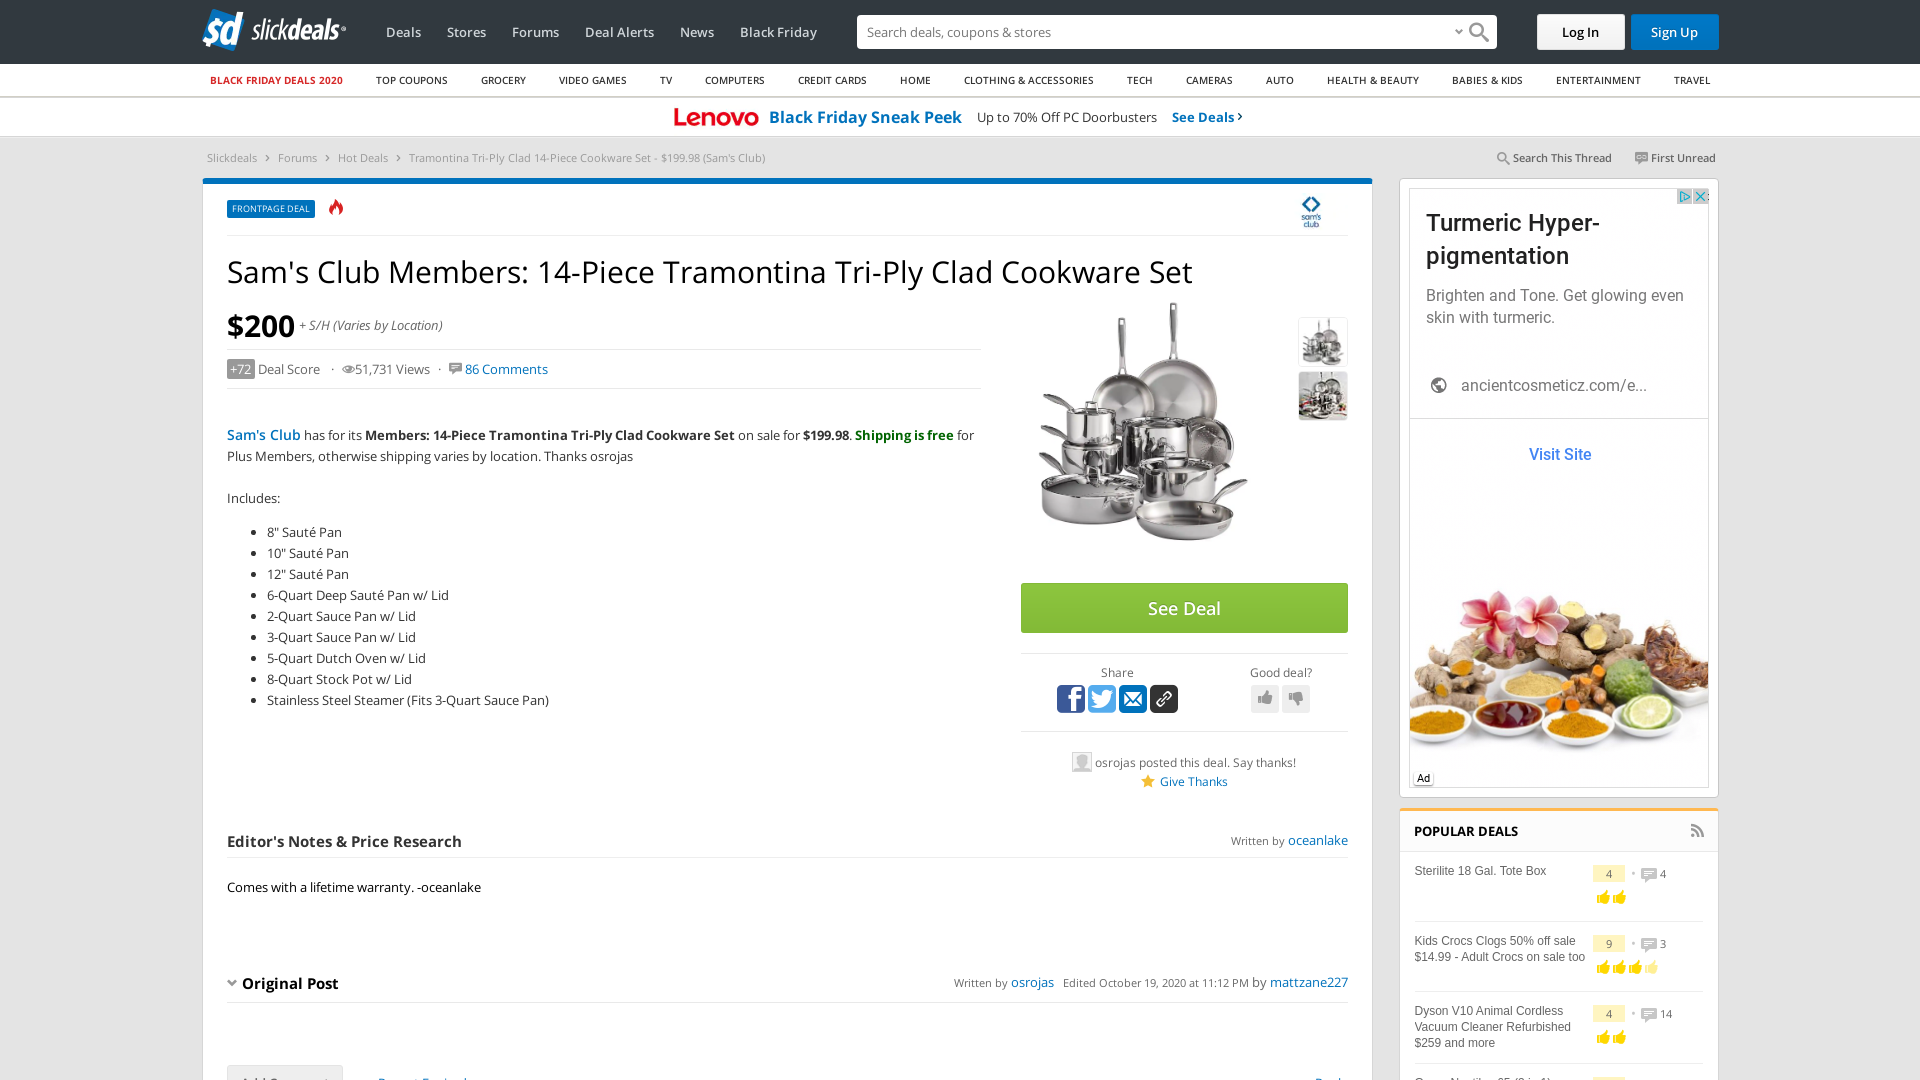 slickdeals
Deals
Stores
Forums
Deal Alerts
News
Black Friday
Search deals, coupons & stores
Log In
Sign Up
BLACK FRIDAY DEALS 2020
TOP COUPONS
GROCERY
VIDEO GAMES
TV
COMPUTERS
CREDIT CARDS
HOME
CLOTHING & ACCESSORIES
TECH
CAMERAS
AUTO
HEALTH & BEAUTY
BABIES & KIDS
ENTERTAINMENT
TRAVEL
Lenovo Black Friday Sneak Peek Up to 70% Off PC Doorbusters See Deals ›
Slickdeals › Forums › Hot Deals › Tramontina Tri-Ply Clad 14-Piece Cookware Set - $199.98 (Sam's Club)
Search This Thread
First Unread
FRONTPAGE DEAL
sam's club
Sam's Club Members: 14-Piece Tramontina Tri-Ply Clad Cookware Set
$200 + S/H (Varies by Location)
+72 Deal Score · 51,731 Views · 86 Comments
Sam's Club has for its Members: 14-Piece Tramontina Tri-Ply Clad Cookware Set on sale for $199.98. Shipping is free for
Plus Members, otherwise shipping varies by location. Thanks osrojas
Includes:
8" Sauté Pan
10" Sauté Pan
12" Sauté Pan
6-Quart Deep Sauté Pan w/ Lid
2-Quart Sauce Pan w/ Lid
3-Quart Sauce Pan w/ Lid
5-Quart Dutch Oven w/ Lid
8-Quart Stock Pot w/ Lid
Stainless Steel Steamer (Fits 3-Quart Sauce Pan)
See Deal
Share
Good deal?
osrojas posted this deal. Say thanks!
Give Thanks
Editor's Notes & Price Research
Written by oceanlake
Comes with a lifetime warranty. -oceanlake
Original Post
Written by osrojas Edited October 19, 2020 at 11:12 PM by mattzane227
Turmeric Hyper-
pigmentation
Brighten and Tone. Get glowing even
skin with turmeric.
ancientcosmeticz.com/e...
Visit Site
Ad
POPULAR DEALS
Sterilite 18 Gal. Tote Box
4 • 4
Kids Crocs Clogs 50% off sale
$14.99 - Adult Crocs on sale too
9 • 3
Dyson V10 Animal Cordless
Vacuum Cleaner Refurbished
$259 and more
4 • 14